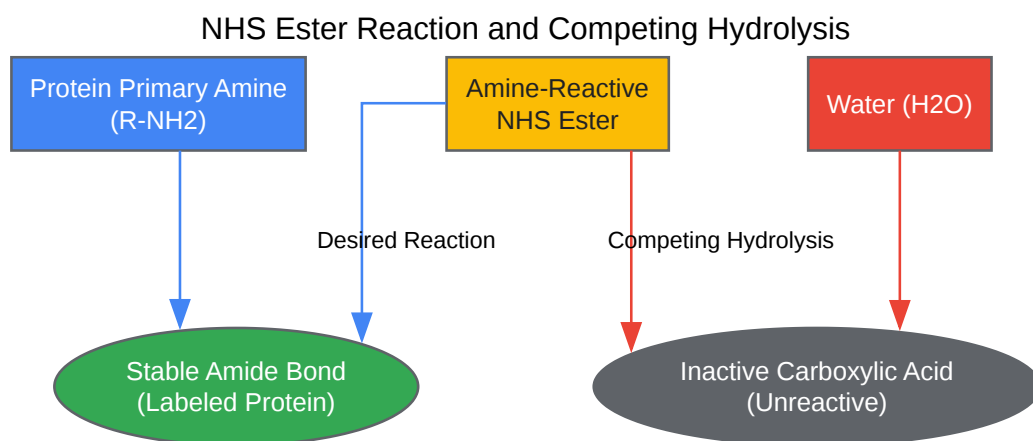 NHS Ester Reaction and Competing Hydrolysis
Protein Primary Amine
(R-NH2)
Amine-Reactive
NHS Ester
Water (H2O)
Desired Reaction
Competing Hydrolysis
Stable Amide Bond
(Labeled Protein)
Inactive Carboxylic Acid
(Unreactive)